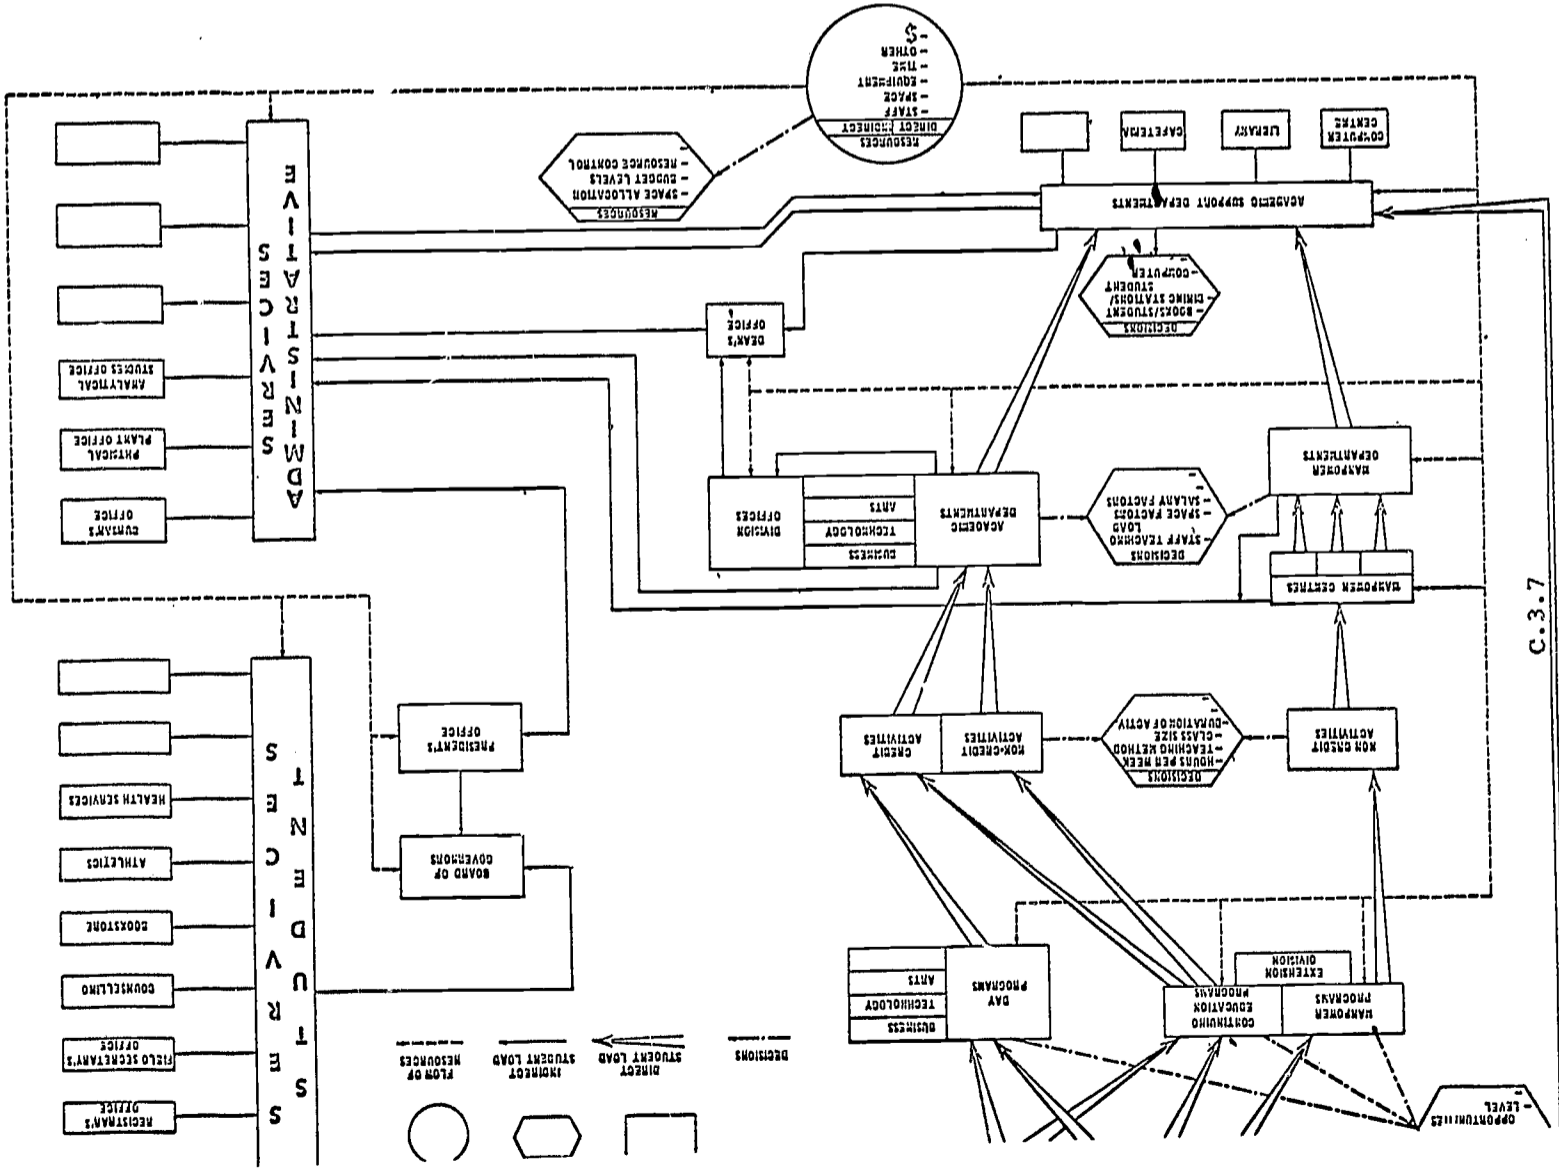 OPPORTUNITIES
- LEVEL
DECISIONS
DIRECT
STUDENT LOAD
INDIRECT
STUDENT LOAD
FLOW OF
RESOURCES
MANPOWER
PROGRAMS
CONTINUING
EDUCATION
PROGRAMS
EXTENSION
DIVISION
DAY
PROGRAMS
BUSINESS
TECHNOLOGY
ARTS
STUDENT
SERVICES
REGISTRAR'S
OFFICE
FIELD SECRETARY'S
OFFICE
COUNSELLING
BOOKSTORE
ATHLETICS
HEALTH SERVICES
BOARD OF
GOVERNORS
PRESIDENT'S
OFFICE
NON CREDIT
ACTIVITIES
DECISIONS
- HOURS PER WEEK
- TEACHING METHOD
- CLASS SIZE
- DURATION OF ACTIV
-
NON-CREDIT
ACTIVITIES
CREDIT
ACTIVITIES
MANPOWER CENTRES
MANPOWER
DEPARTMENTS
DECISIONS
- STAFF TEACHING
LOAD
- SPACE FACTORS
- SALARY FACTORS
-
-
ACADEMIC
DEPARTMENTS
BUSINESS
TECHNOLOGY
ARTS
DIVISION
OFFICES
DEAN'S
OFFICE
ADMINISTRATIVE
SERVICES
BURSAR'S
OFFICE
PHYSICAL
PLANT OFFICE
ANALYTICAL
STUDIES OFFICE
DECISIONS
- BOOKS/STUDENT
- DINING STATIONS/
STUDENT
- COMPUTER
-
ACADEMIC SUPPORT DEPARTMENTS
COMPUTER
CENTRE
LIBRARY
CAFETERIA
RESOURCES
- SPACE ALLOCATION
- BUDGET LEVELS
- RESOURCE CONTROL
-
RESOURCES
DIRECT INDIRECT
- STAFF
- SPACE
- EQUIPMENT
- TIME
- OTHER
- $
C.3.7